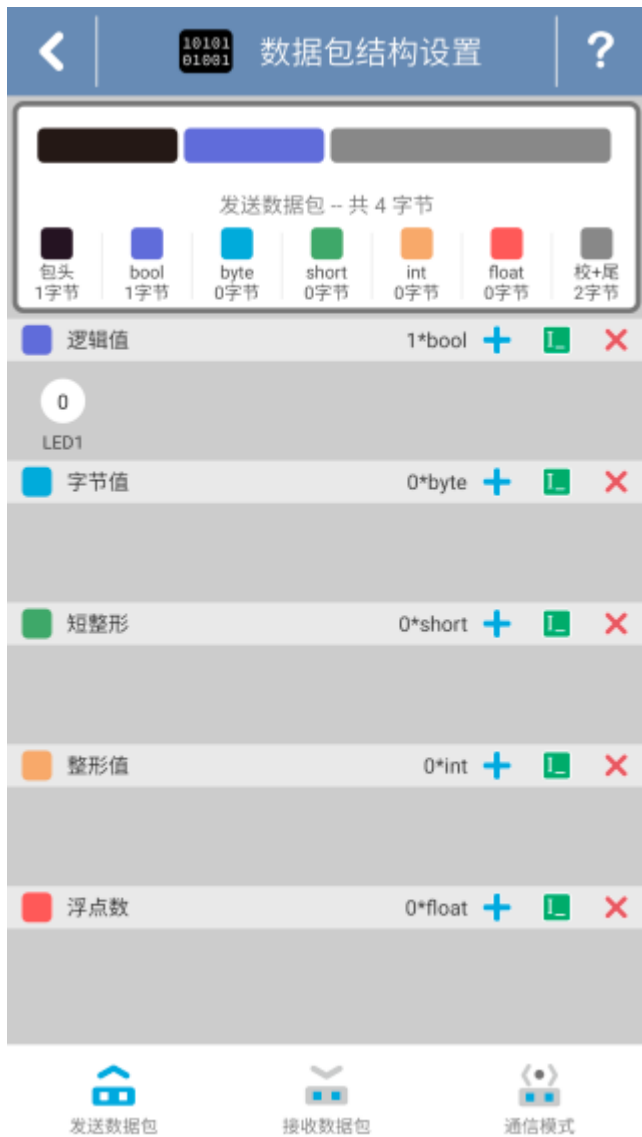 10101
01001
数据包结构设置
?
发送数据包 -- 共 4 字节
包头 bool byte short int float 校+尾
1字节 1字节 0字节 0字节 0字节 0字节 2字节
逻辑值 1*bool
0
LED1
字节值 0*byte
短整形 0*short
整形值 0*int
浮点数 0*float
发送数据包 接收数据包 通信模式